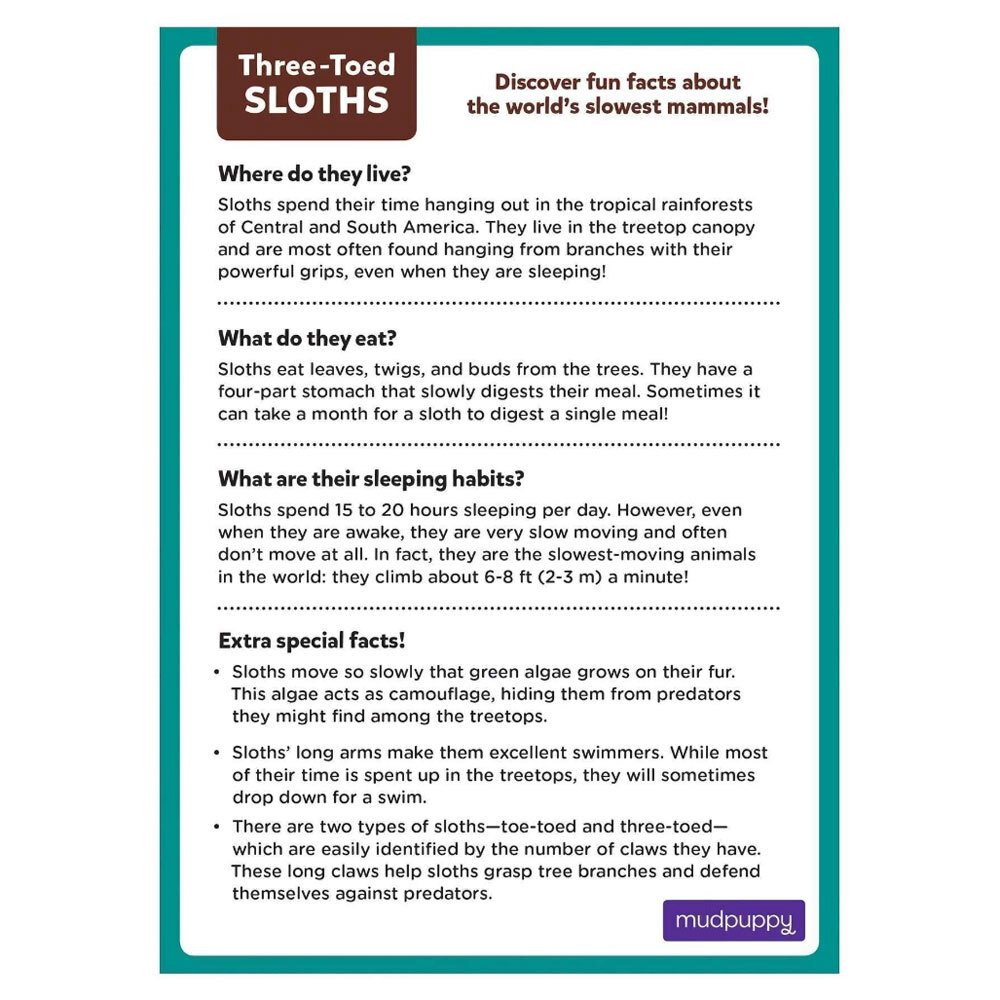 Three-Toed
SLOTHS
Discover fun facts about
the world's slowest mammals!
Where do they live?
Sloths spend their time hanging out in the tropical rainforests
of Central and South America. They live in the treetop canopy
and are most often found hanging from branches with their
powerful grips, even when they are sleeping!
What do they eat?
Sloths eat leaves, twigs, and buds from the trees. They have a
four-part stomach that slowly digests their meal. Sometimes it
can take a month for a sloth to digest a single meal!
What are their sleeping habits?
Sloths spend 15 to 20 hours sleeping per day. However, even
when they are awake, they are very slow moving and often
don't move at all. In fact, they are the slowest-moving animals
in the world: they climb about 6-8 ft (2-3 m) a minute!
Extra special facts!
• Sloths move so slowly that green algae grows on their fur.
This algae acts as camouflage, hiding them from predators
they might find among the treetops.
• Sloths' long arms make them excellent swimmers. While most
of their time is spent up in the treetops, they will sometimes
drop down for a swim.
• There are two types of sloths—toe-toed and three-toed—
which are easily identified by the number of claws they have.
These long claws help sloths grasp tree branches and defend
themselves against predators.
mudpuppy